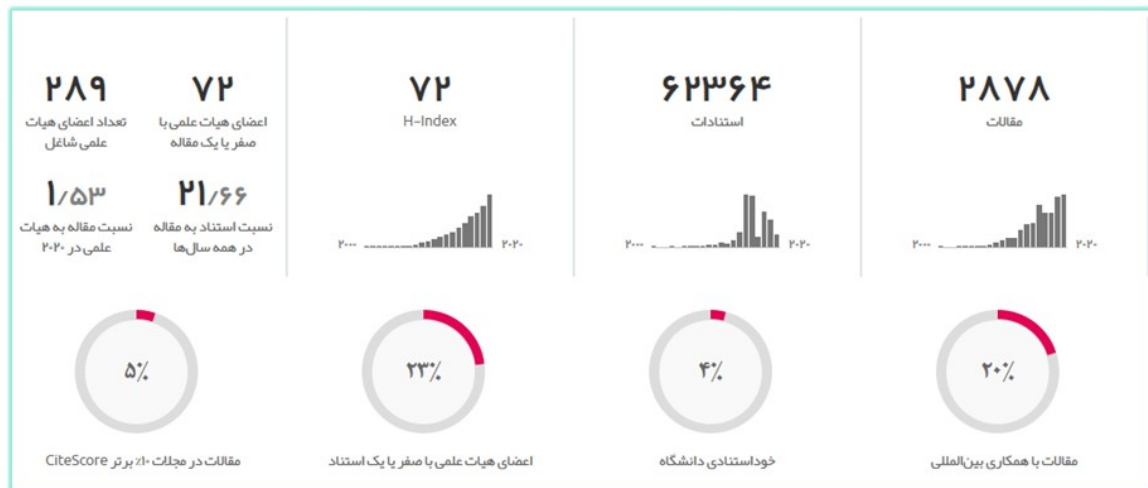 ۲۸۷۸
مقالات
۲۰۰۰
۲۰۲۰
۶۲۳۶۴
استنادات
۲۰۰۰
۲۰۲۰
۷۲
H-Index
۲۰۰۰
۲۰۲۰
۷۲
اعضای هیات علمی با
صفر یا یک مقاله
۲۸۹
تعداد اعضای هیات
علمی شاغل
۲۱٫۶۶
نسبت استناد به مقاله
در همه سال‌ها
۱٫۵۳
نسبت مقاله به هیات
علمی در ۲۰۲۰
۲۰٪
مقالات با همکاری بین‌المللی
۴٪
خوداستنادی دانشگاه
۲۳٪
اعضای هیات علمی با صفر یا یک استناد
۵٪
مقالات در مجلات ۱۰٪ برتر CiteScore